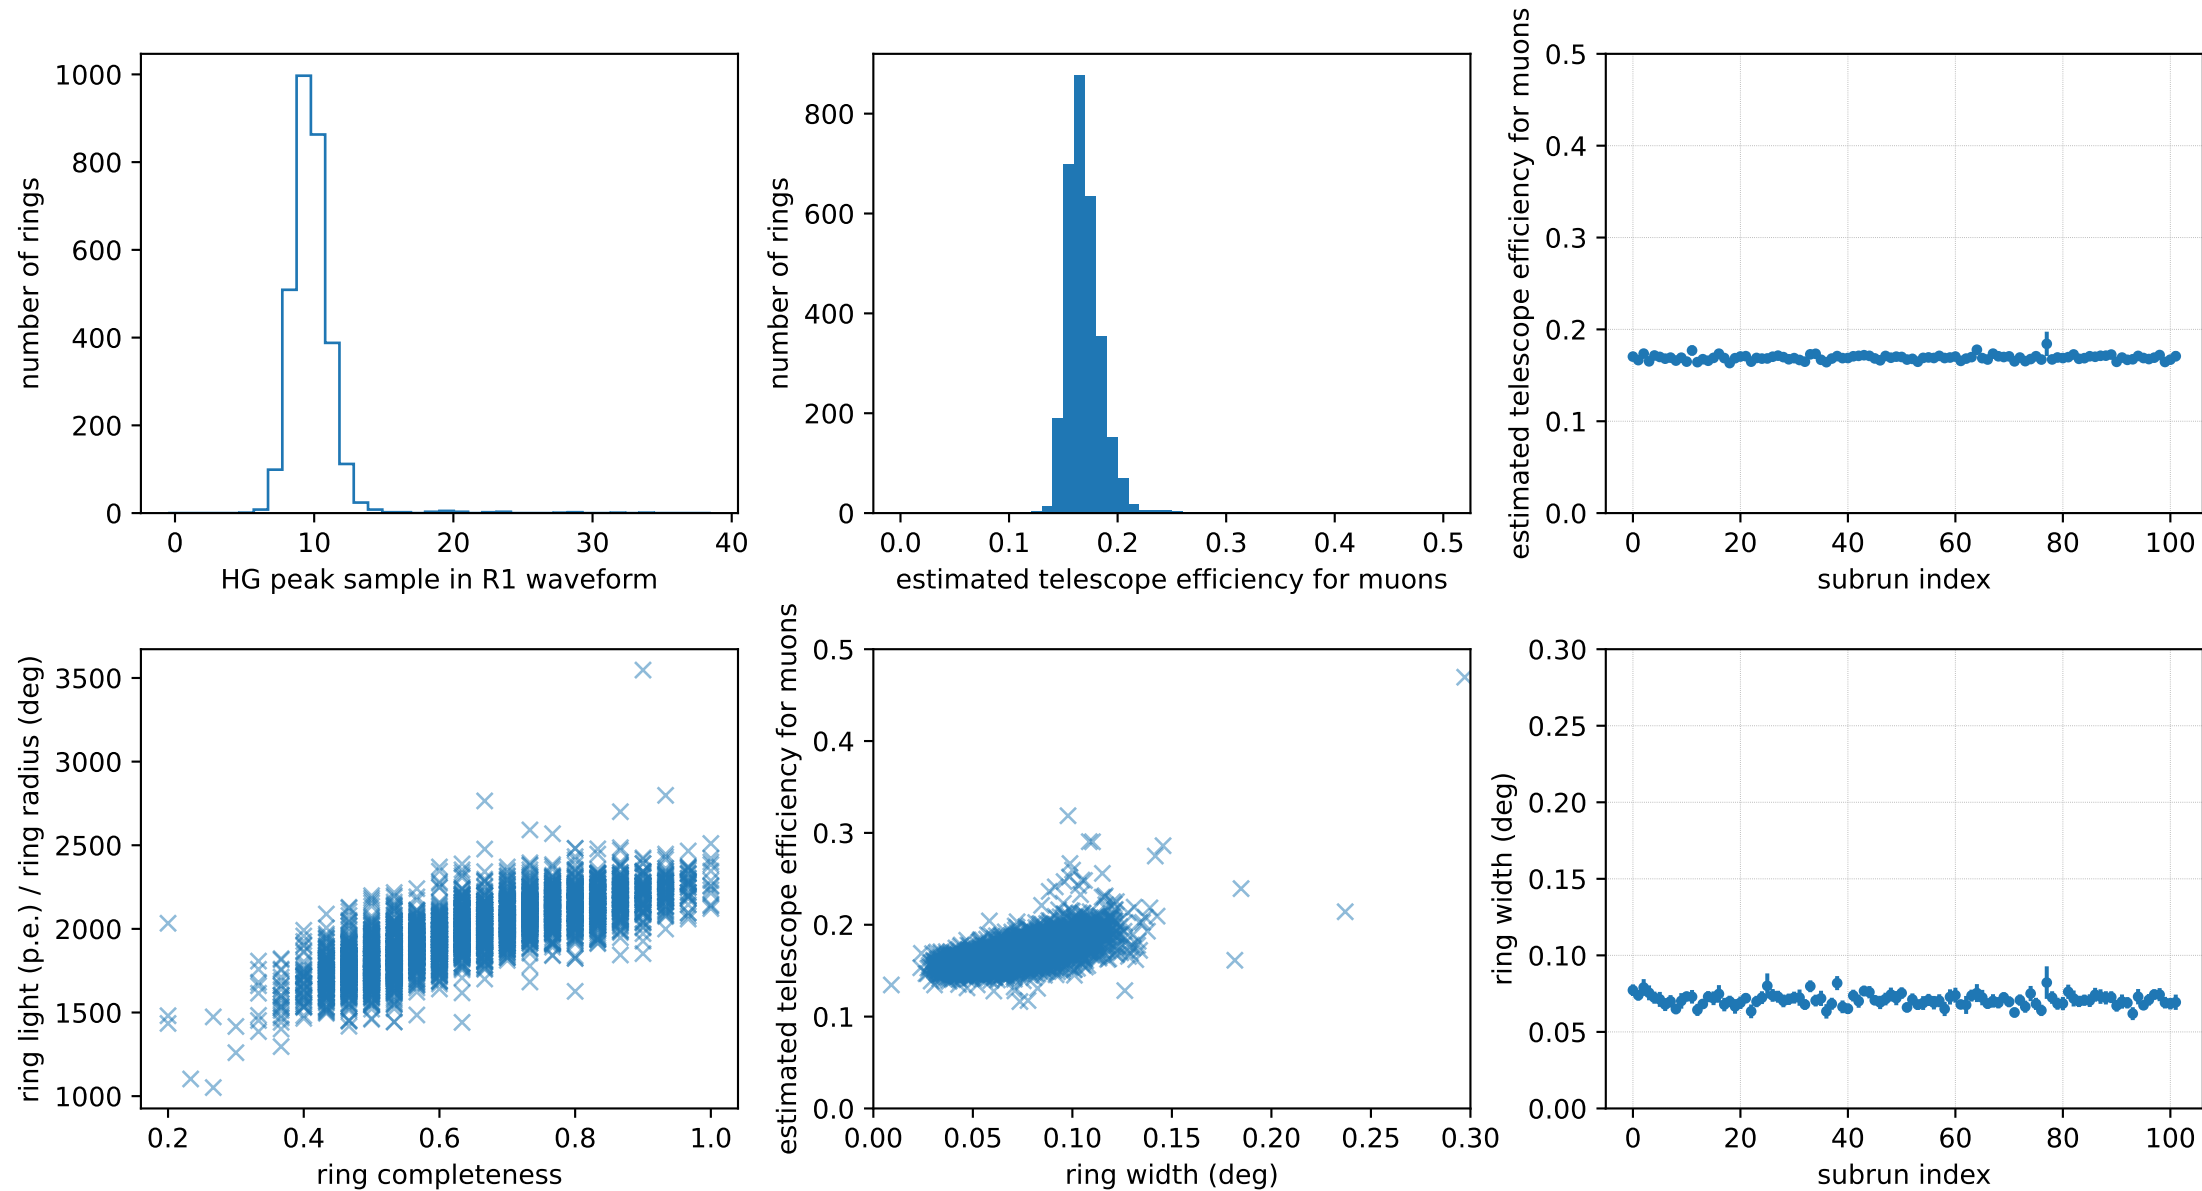 number of rings
1000
800
600
400
200
0
0 10 20 30 40
HG peak sample in R1 waveform
number of rings
800
600
400
200
0
0.0 0.1 0.2 0.3 0.4 0.5
estimated telescope efficiency for muons
estimated telescope efficiency for muons
0.5
0.4
0.3
0.2
0.1
0.0
0 20 40 60 80 100
subrun index
ring light (p.e.) / ring radius (deg)
3500
3000
2500
2000
1500
1000
0.2 0.4 0.6 0.8 1.0
ring completeness
estimated telescope efficiency for muons
0.5
0.4
0.3
0.2
0.1
0.0
0.00 0.05 0.10 0.15 0.20 0.25 0.30
ring width (deg)
ring width (deg)
0.30
0.25
0.20
0.15
0.10
0.05
0.00
0 20 40 60 80 100
subrun index